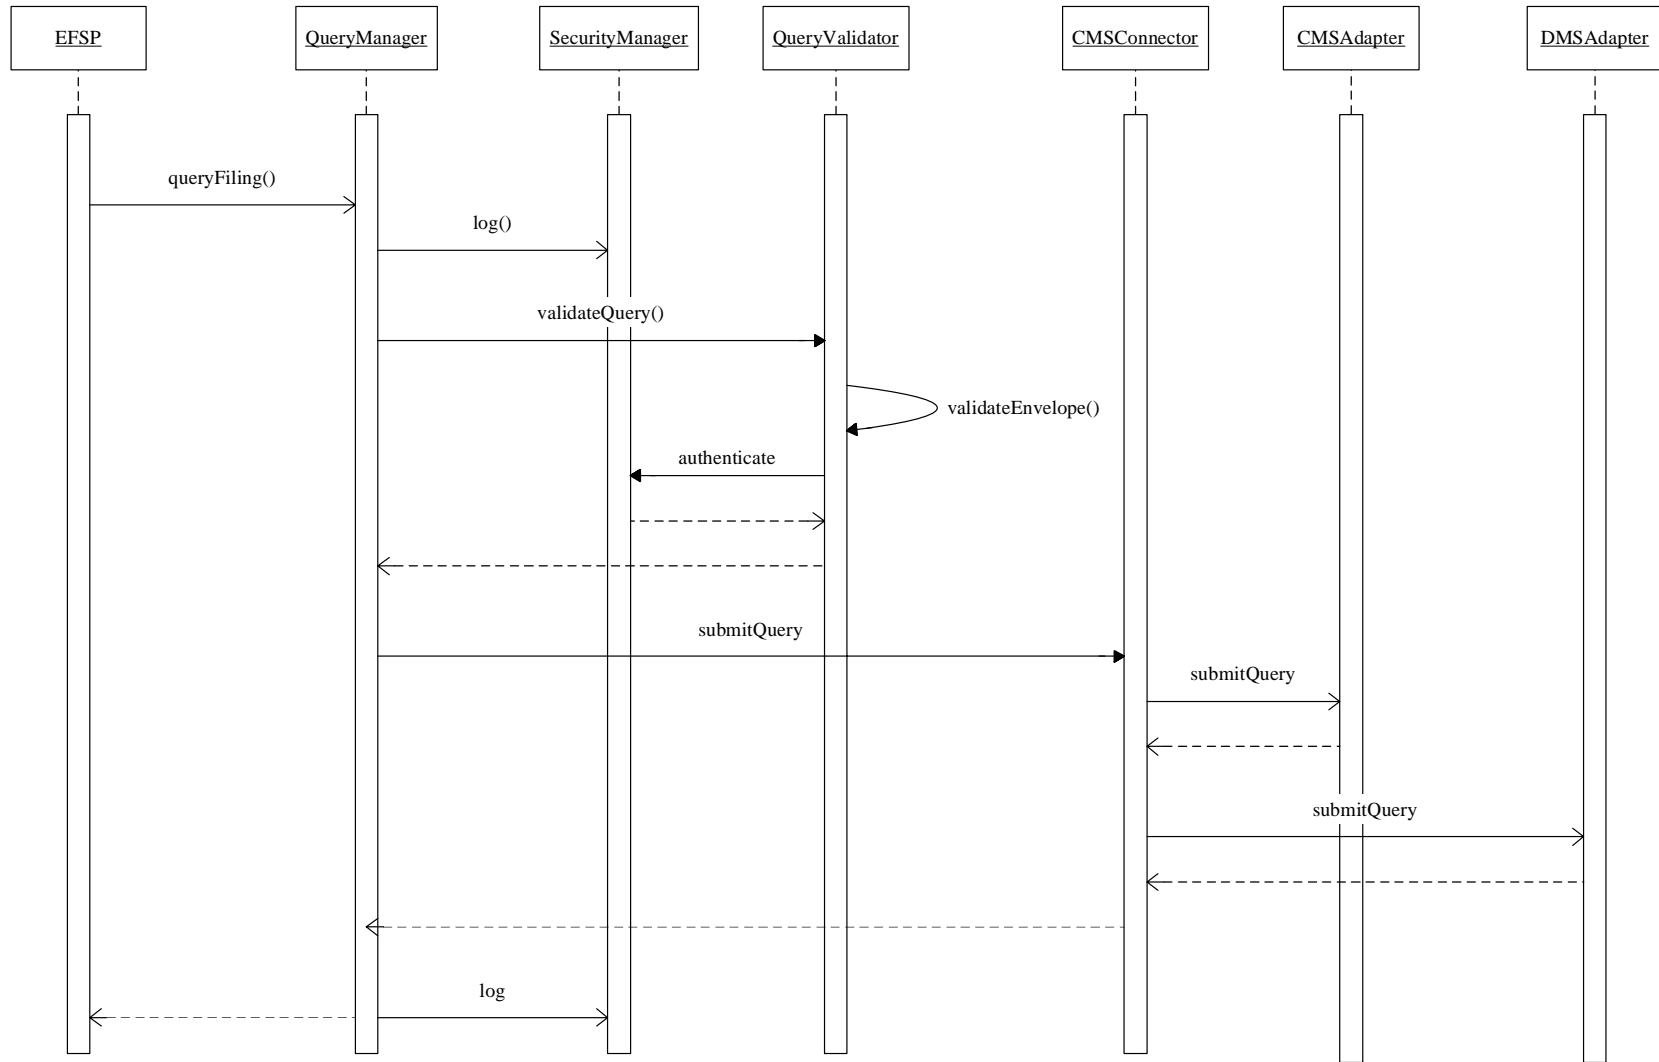 EFSP
QueryManager
SecurityManager
QueryValidator
CMSConnector
CMSAdapter
DMSAdapter
queryFiling()
log()
validateQuery()
validateEnvelope()
authenticate
submitQuery
submitQuery
submitQuery
log